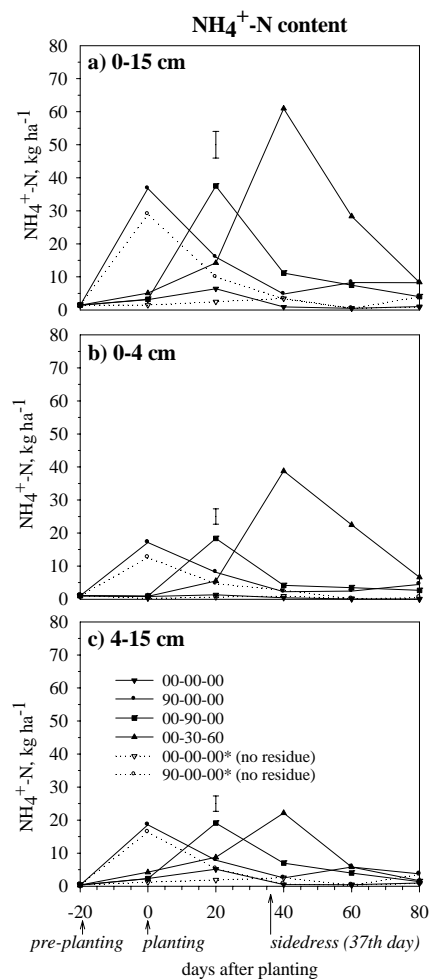 NH₄⁺-N content
a) 0-15 cm
80
70
60
50
40
30
20
10
0
NH₄⁺-N, kg ha⁻¹
b) 0-4 cm
80
70
60
50
40
30
20
10
0
NH₄⁺-N, kg ha⁻¹
c) 4-15 cm
80
70
60
50
40
30
20
10
0
NH₄⁺-N, kg ha⁻¹
00-00-00
90-00-00
00-90-00
00-30-60
00-00-00* (no residue)
90-00-00* (no residue)
-20 0 20 40 60 80
pre-planting planting sidedress (37th day)
days after planting